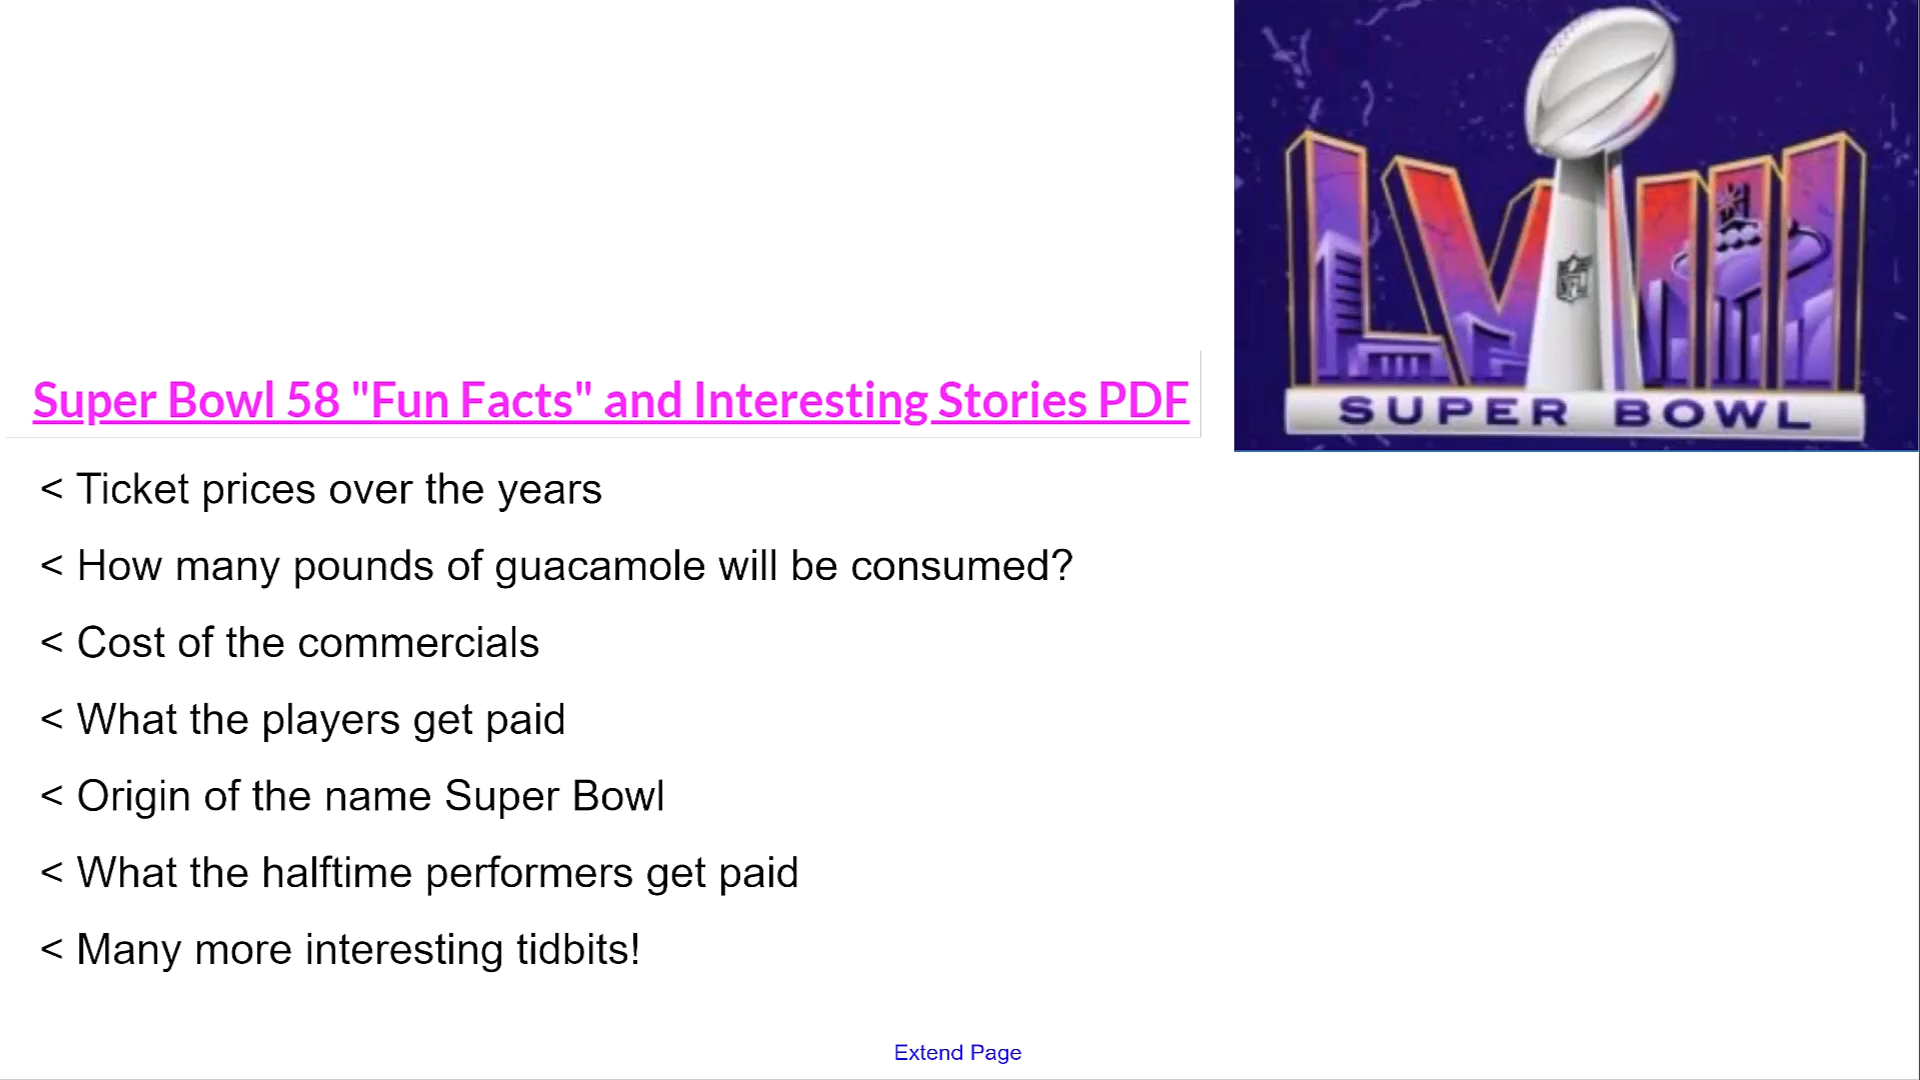 LVIII
NFL
SUPER BOWL
Super Bowl 58 "Fun Facts" and Interesting Stories PDF
< Ticket prices over the years
< How many pounds of guacamole will be consumed?
< Cost of the commercials
< What the players get paid
< Origin of the name Super Bowl
< What the halftime performers get paid
< Many more interesting tidbits!
Extend Page